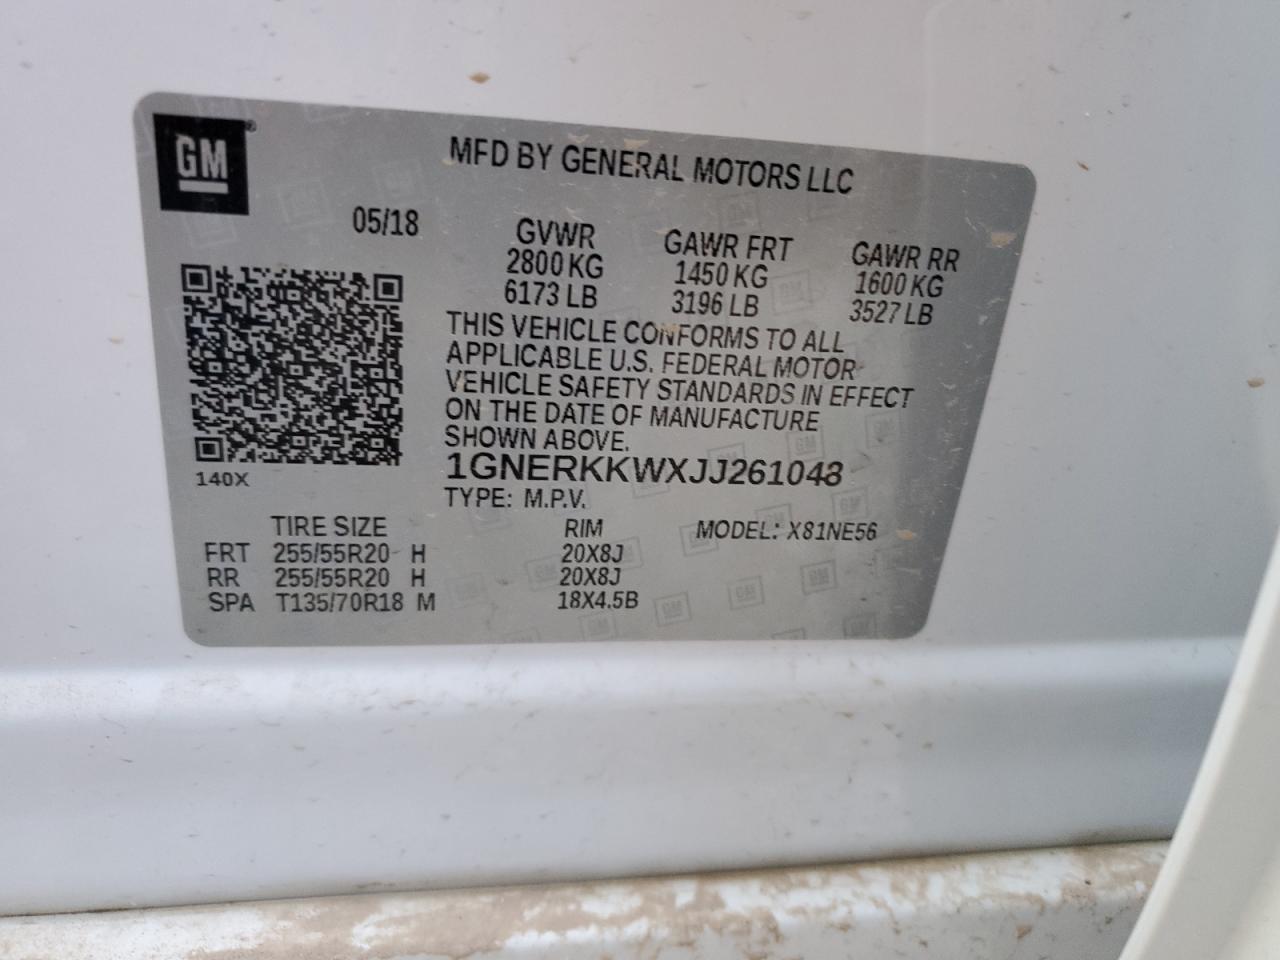 GM
MFD BY GENERAL MOTORS LLC
05/18
GVWR GAWR FRT GAWR RR
2800 KG 1450 KG 1600 KG
6173 LB 3196 LB 3527 LB
THIS VEHICLE CONFORMS TO ALL
APPLICABLE U.S. FEDERAL MOTOR
VEHICLE SAFETY STANDARDS IN EFFECT
ON THE DATE OF MANUFACTURE
SHOWN ABOVE.
1GNERKKWXJJ261048
140X
TYPE: M.P.V.
TIRE SIZE RIM MODEL: X81NE56
FRT 255/55R20 H 20X8J
RR 255/55R20 H 20X8J
SPA T135/70R18 M 18X4.5B